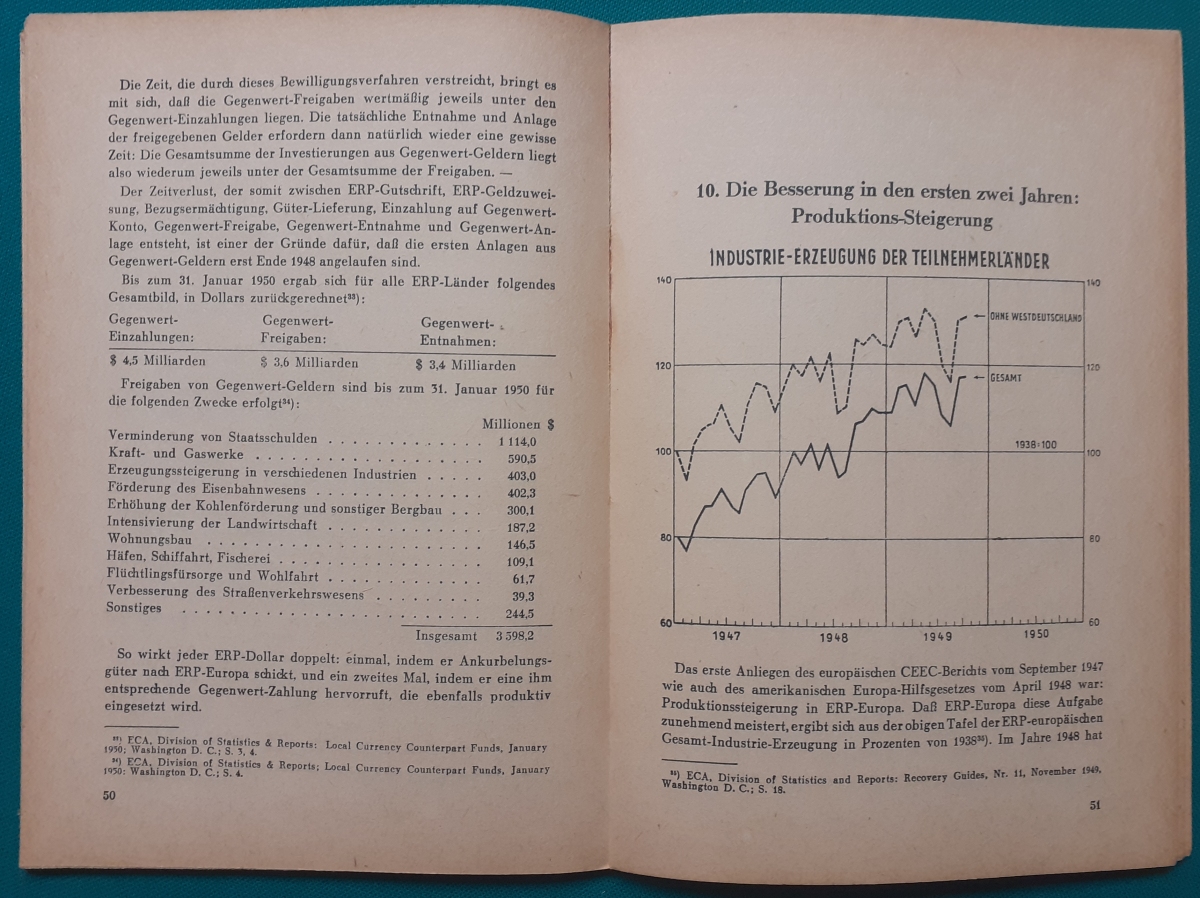 Die Zeit, die durch dieses Bewilligungsverfahren verstreicht, bringt es
mit sich, daß die Gegenwert-Freigaben wertmäßig jeweils unter den
Gegenwert-Einzahlungen liegen. Die tatsächliche Entnahme und Anlage
der freigegebenen Gelder erfordern dann natürlich wieder eine gewisse
Zeit: Die Gesamtsumme der Investierungen aus Gegenwert-Geldern liegt
also wiederum jeweils unter der Gesamtsumme der Freigaben. —
Der Zeitverlust, der somit zwischen ERP-Gutschrift, ERP-Geldzuwei-
sung, Bezugsermächtigung, Güter-Lieferung, Einzahlung auf Gegenwert-
Konto, Gegenwert-Freigabe, Gegenwert-Entnahme und Gegenwert-An-
lage entsteht, ist einer der Gründe dafür, daß die ersten Anlagen aus
Gegenwert-Geldern erst Ende 1948 angelaufen sind.
Bis zum 31. Januar 1950 ergab sich für alle ERP-Länder folgendes
Gesamtbild, in Dollars zurückgerechnet³³):
Gegenwert- Gegenwert- Gegenwert-
Einzahlungen: Freigaben: Entnahmen:
$ 4,5 Milliarden $ 3,6 Milliarden $ 3,4 Milliarden
Freigaben von Gegenwert-Geldern sind bis zum 31. Januar 1950 für
die folgenden Zwecke erfolgt³⁴):
Millionen $
Verminderung von Staatsschulden . . . . . . . . . . . . . 1 114,0
Kraft- und Gaswerke . . . . . . . . . . . . . . . . . . 590,5
Erzeugungssteigerung in verschiedenen Industrien . . . . . 403,0
Förderung des Eisenbahnwesens . . . . . . . . . . . . . 402,3
Erhöhung der Kohlenförderung und sonstiger Bergbau . . . 300,1
Intensivierung der Landwirtschaft . . . . . . . . . . . . . 187,2
Wohnungsbau . . . . . . . . . . . . . . . . . . . . . 146,5
Häfen, Schiffahrt, Fischerei . . . . . . . . . . . . . . . . 109,1
Flüchtlingsfürsorge und Wohlfahrt . . . . . . . . . . . . 61,7
Verbesserung des Straßenverkehrswesens . . . . . . . . . 39,3
Sonstiges . . . . . . . . . . . . . . . . . . . . . . . 244,5
Insgesamt 3 598,2
So wirkt jeder ERP-Dollar doppelt: einmal, indem er Ankurbelungs-
güter nach ERP-Europa schickt, und ein zweites Mal, indem er eine ihm
entsprechende Gegenwert-Zahlung hervorruft, die ebenfalls produktiv
eingesetzt wird.
³³) ECA, Division of Statistics & Reports: Local Currency Counterpart Funds, January
1950; Washington D. C.; S. 3, 4.
³⁴) ECA, Division of Statistics & Reports; Local Currency Counterpart Funds, January
1950: Washington D. C.; S. 4.
50
10. Die Besserung in den ersten zwei Jahren:
Produktions-Steigerung
INDUSTRIE-ERZEUGUNG DER TEILNEHMERLÄNDER
140 140
OHNE WESTDEUTSCHLAND
120 120
GESAMT
1938=100
100 100
80 80
60 60
1947 1948 1949 1950
Das erste Anliegen des europäischen CEEC-Berichts vom September 1947
wie auch des amerikanischen Europa-Hilfsgesetzes vom April 1948 war:
Produktionssteigerung in ERP-Europa. Daß ERP-Europa diese Aufgabe
zunehmend meistert, ergibt sich aus der obigen Tafel der ERP-europäischen
Gesamt-Industrie-Erzeugung in Prozenten von 1938³⁵). Im Jahre 1948 hat
³⁵) ECA, Division of Statistics and Reports: Recovery Guides, Nr. 11, November 1949,
Washington D. C.; S. 18.
51